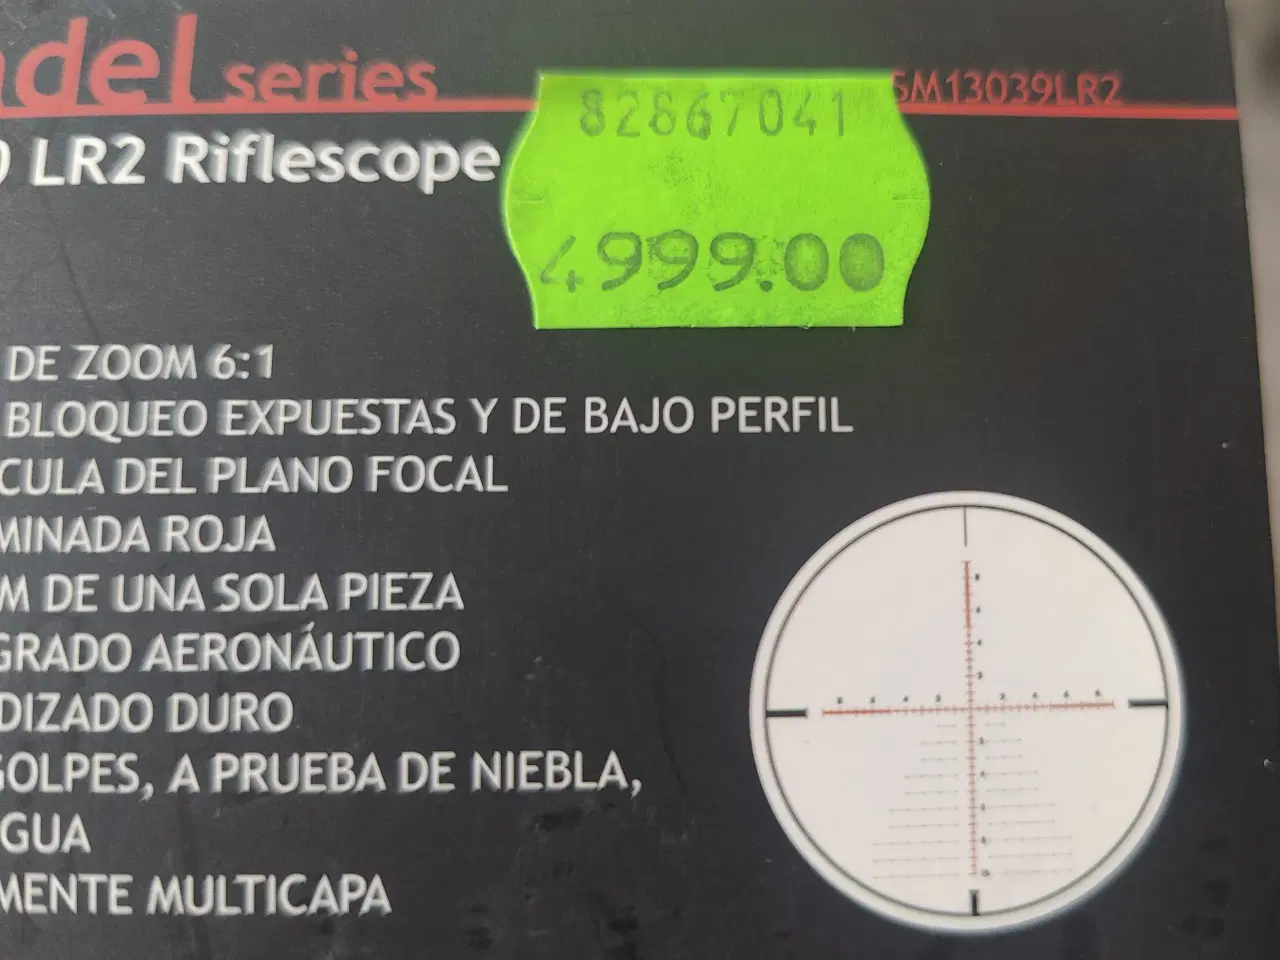 del series
SM13039LR2
82867041
LR2 Riflescope
4999.00
DE ZOOM 6:1
BLOQUEO EXPUESTAS Y DE BAJO PERFIL
CULA DEL PLANO FOCAL
MINADA ROJA
M DE UNA SOLA PIEZA
GRADO AERONÁUTICO
DIZADO DURO
GOLPES, A PRUEBA DE NIEBLA,
GUA
MENTE MULTICAPA